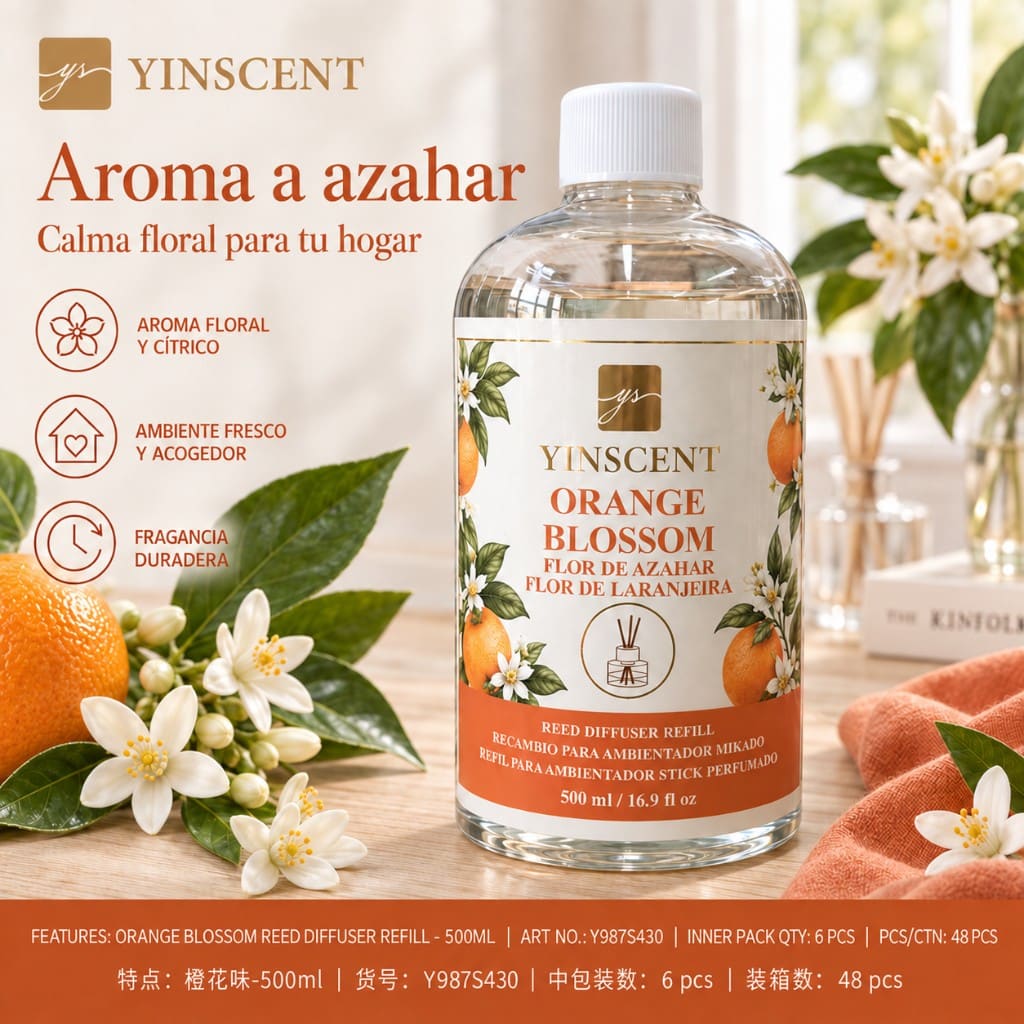 ys
YINSCENT
Aroma a azahar
Calma floral para tu hogar
AROMA FLORAL
Y CÍTRICO
AMBIENTE FRESCO
Y ACOGEDOR
FRAGANCIA
DURADERA
ys
YINSCENT
ORANGE
BLOSSOM
FLOR DE AZAHAR
FLOR DE LARANJEIRA
REED DIFFUSER REFILL
RECAMBIO PARA AMBIENTADOR MIKADO
REFIL PARA AMBIENTADOR STICK PERFUMADO
500 ml / 16.9 fl oz
THE KINFOLK
FEATURES: ORANGE BLOSSOM REED DIFFUSER REFILL - 500ML | ART NO.: Y987S430 | INNER PACK QTY: 6 PCS | PCS/CTN: 48 PCS
特点：橙花味-500ml | 货号：Y987S430 | 中包装数：6 pcs | 装箱数：48 pcs